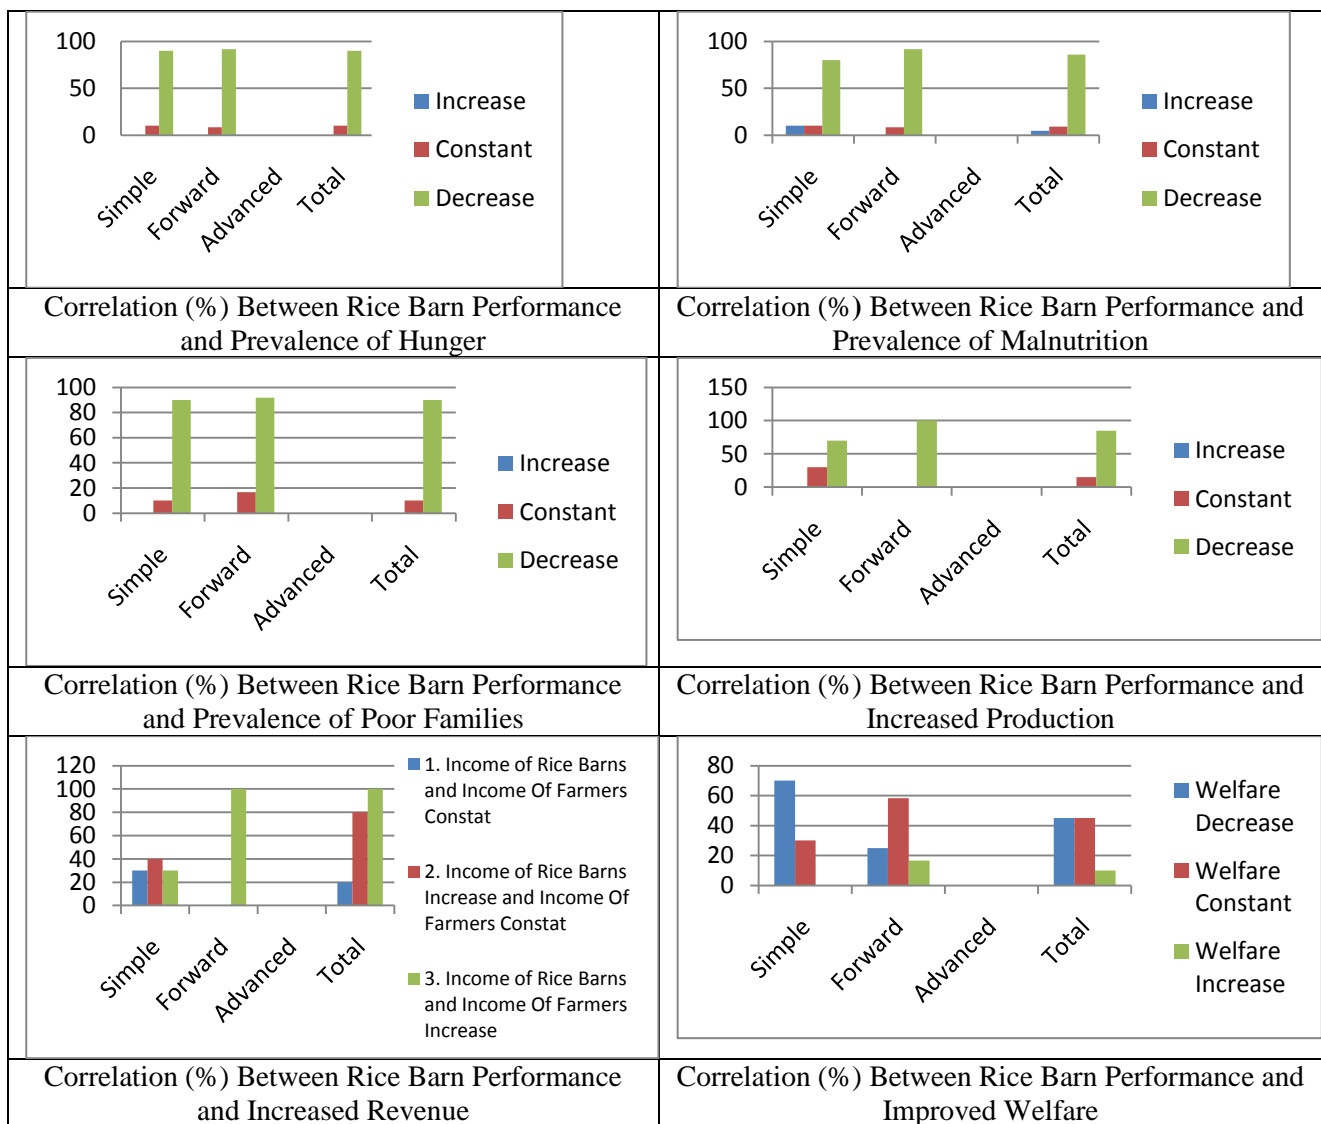 100
50
0
Simple
Forward
Advanced
Total
Increase
Constant
Decrease
100
50
0
Simple
Forward
Advanced
Total
Increase
Constant
Decrease
Correlation (%) Between Rice Barn Performance
and Prevalence of Hunger
Correlation (%) Between Rice Barn Performance and
Prevalence of Malnutrition
100
80
60
40
20
0
Simple
Forward
Advanced
Total
Increase
Constant
Decrease
150
100
50
0
Simple
Forward
Advanced
Total
Increase
Constant
Decrease
Correlation (%) Between Rice Barn Performance
and Prevalence of Poor Families
Correlation (%) Between Rice Barn Performance and
Increased Production
120
100
80
60
40
20
0
Simple
Forward
Advanced
Total
1. Income of Rice Barns
and Income Of Farmers
Constat
2. Income of Rice Barns
Increase and Income Of
Farmers Constat
3. Income of Rice Barns
and Income Of Farmers
Increase
80
60
40
20
0
Simple
Forward
Advanced
Total
Welfare
Decrease
Welfare
Constant
Welfare
Increase
Correlation (%) Between Rice Barn Performance
and Increased Revenue
Correlation (%) Between Rice Barn Performance and
Improved Welfare